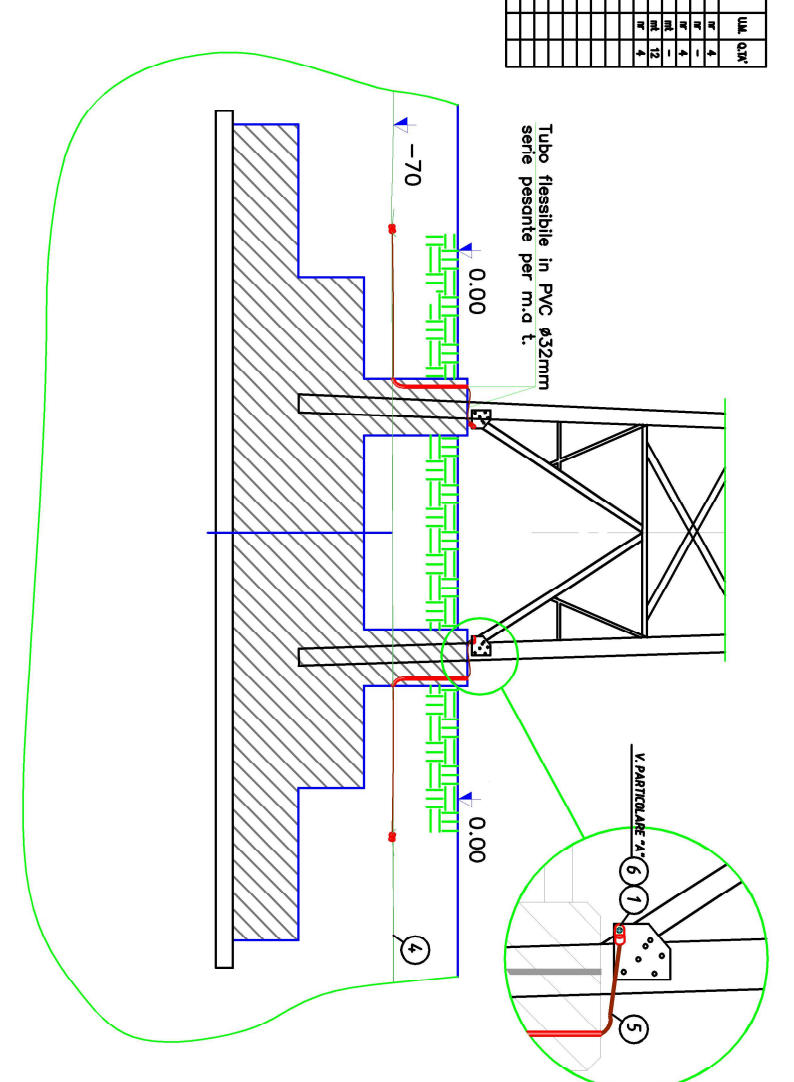 U.M. Q.TA'
nr 4
nr -
nr 4
mt -
mt 12
nr 4
Tubo flessibile in PVC ø32mm
serie pesante per m.a t.
-70
0.00
0.00
V. PARTICOLARE "A"
6
1
5
4